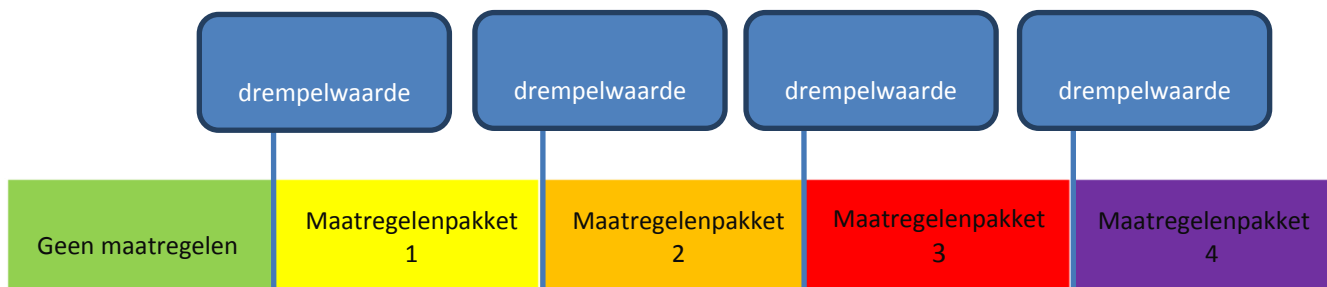 drempelwaarde
drempelwaarde
drempelwaarde
drempelwaarde
Geen maatregelen
Maatregelenpakket
1
Maatregelenpakket
2
Maatregelenpakket
3
Maatregelenpakket
4